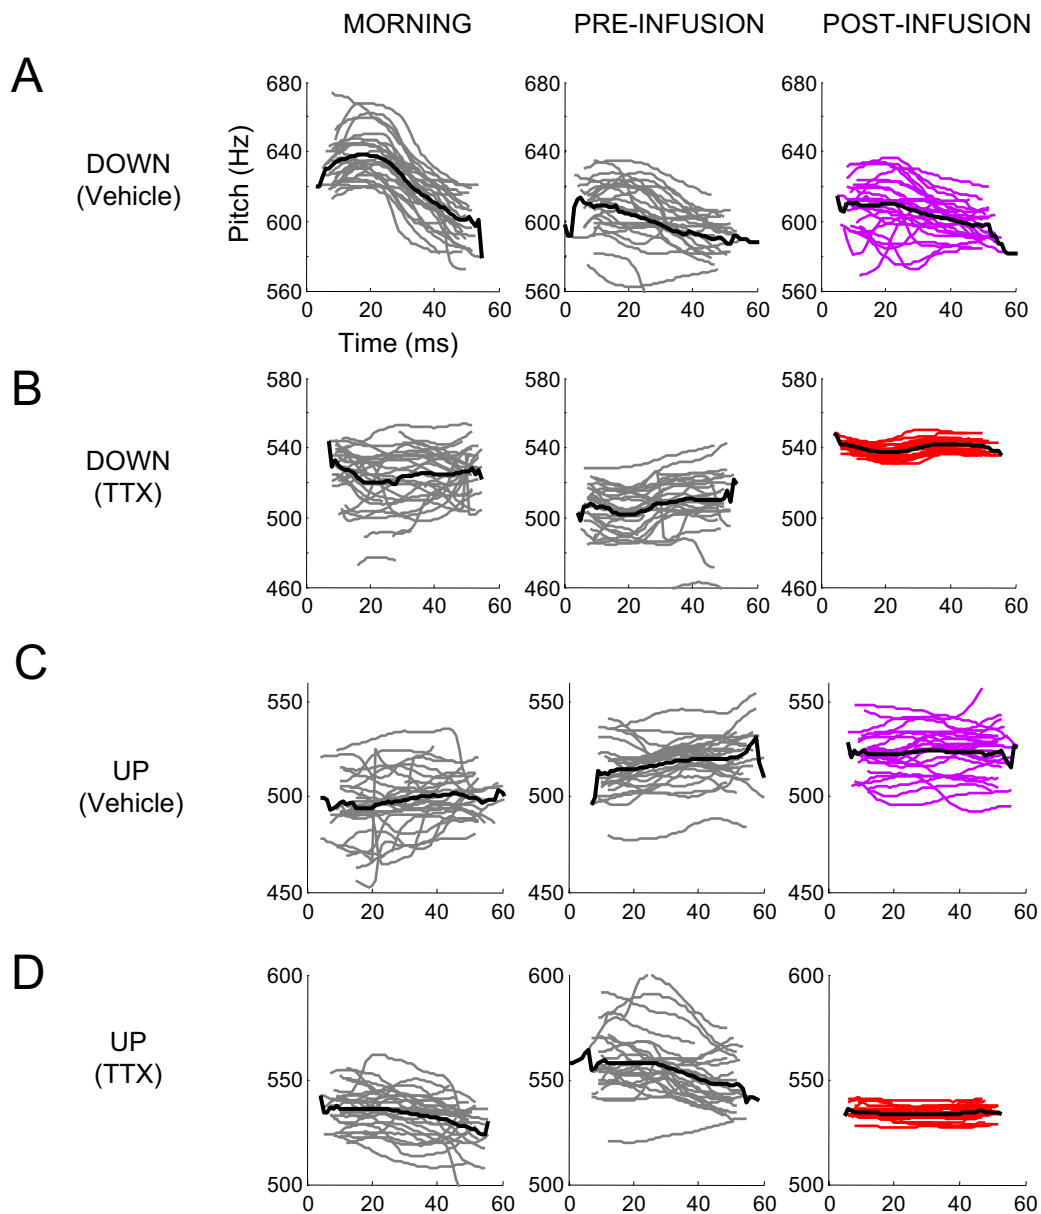 MORNING PRE-INFUSION POST-INFUSION
A
DOWN
(Vehicle)
Pitch (Hz)
680 640 600 560
0 20 40 60
680 640 600 560
0 20 40 60
680 640 600 560
0 20 40 60
Time (ms)
B
DOWN
(TTX)
580 540 500 460
0 20 40 60
580 540 500 460
0 20 40 60
580 540 500 460
0 20 40 60
C
UP
(Vehicle)
550 500 450
0 20 40 60
550 500 450
0 20 40 60
550 500 450
0 20 40 60
D
UP
(TTX)
600 550 500
0 20 40 60
600 550 500
0 20 40 60
600 550 500
0 20 40 60